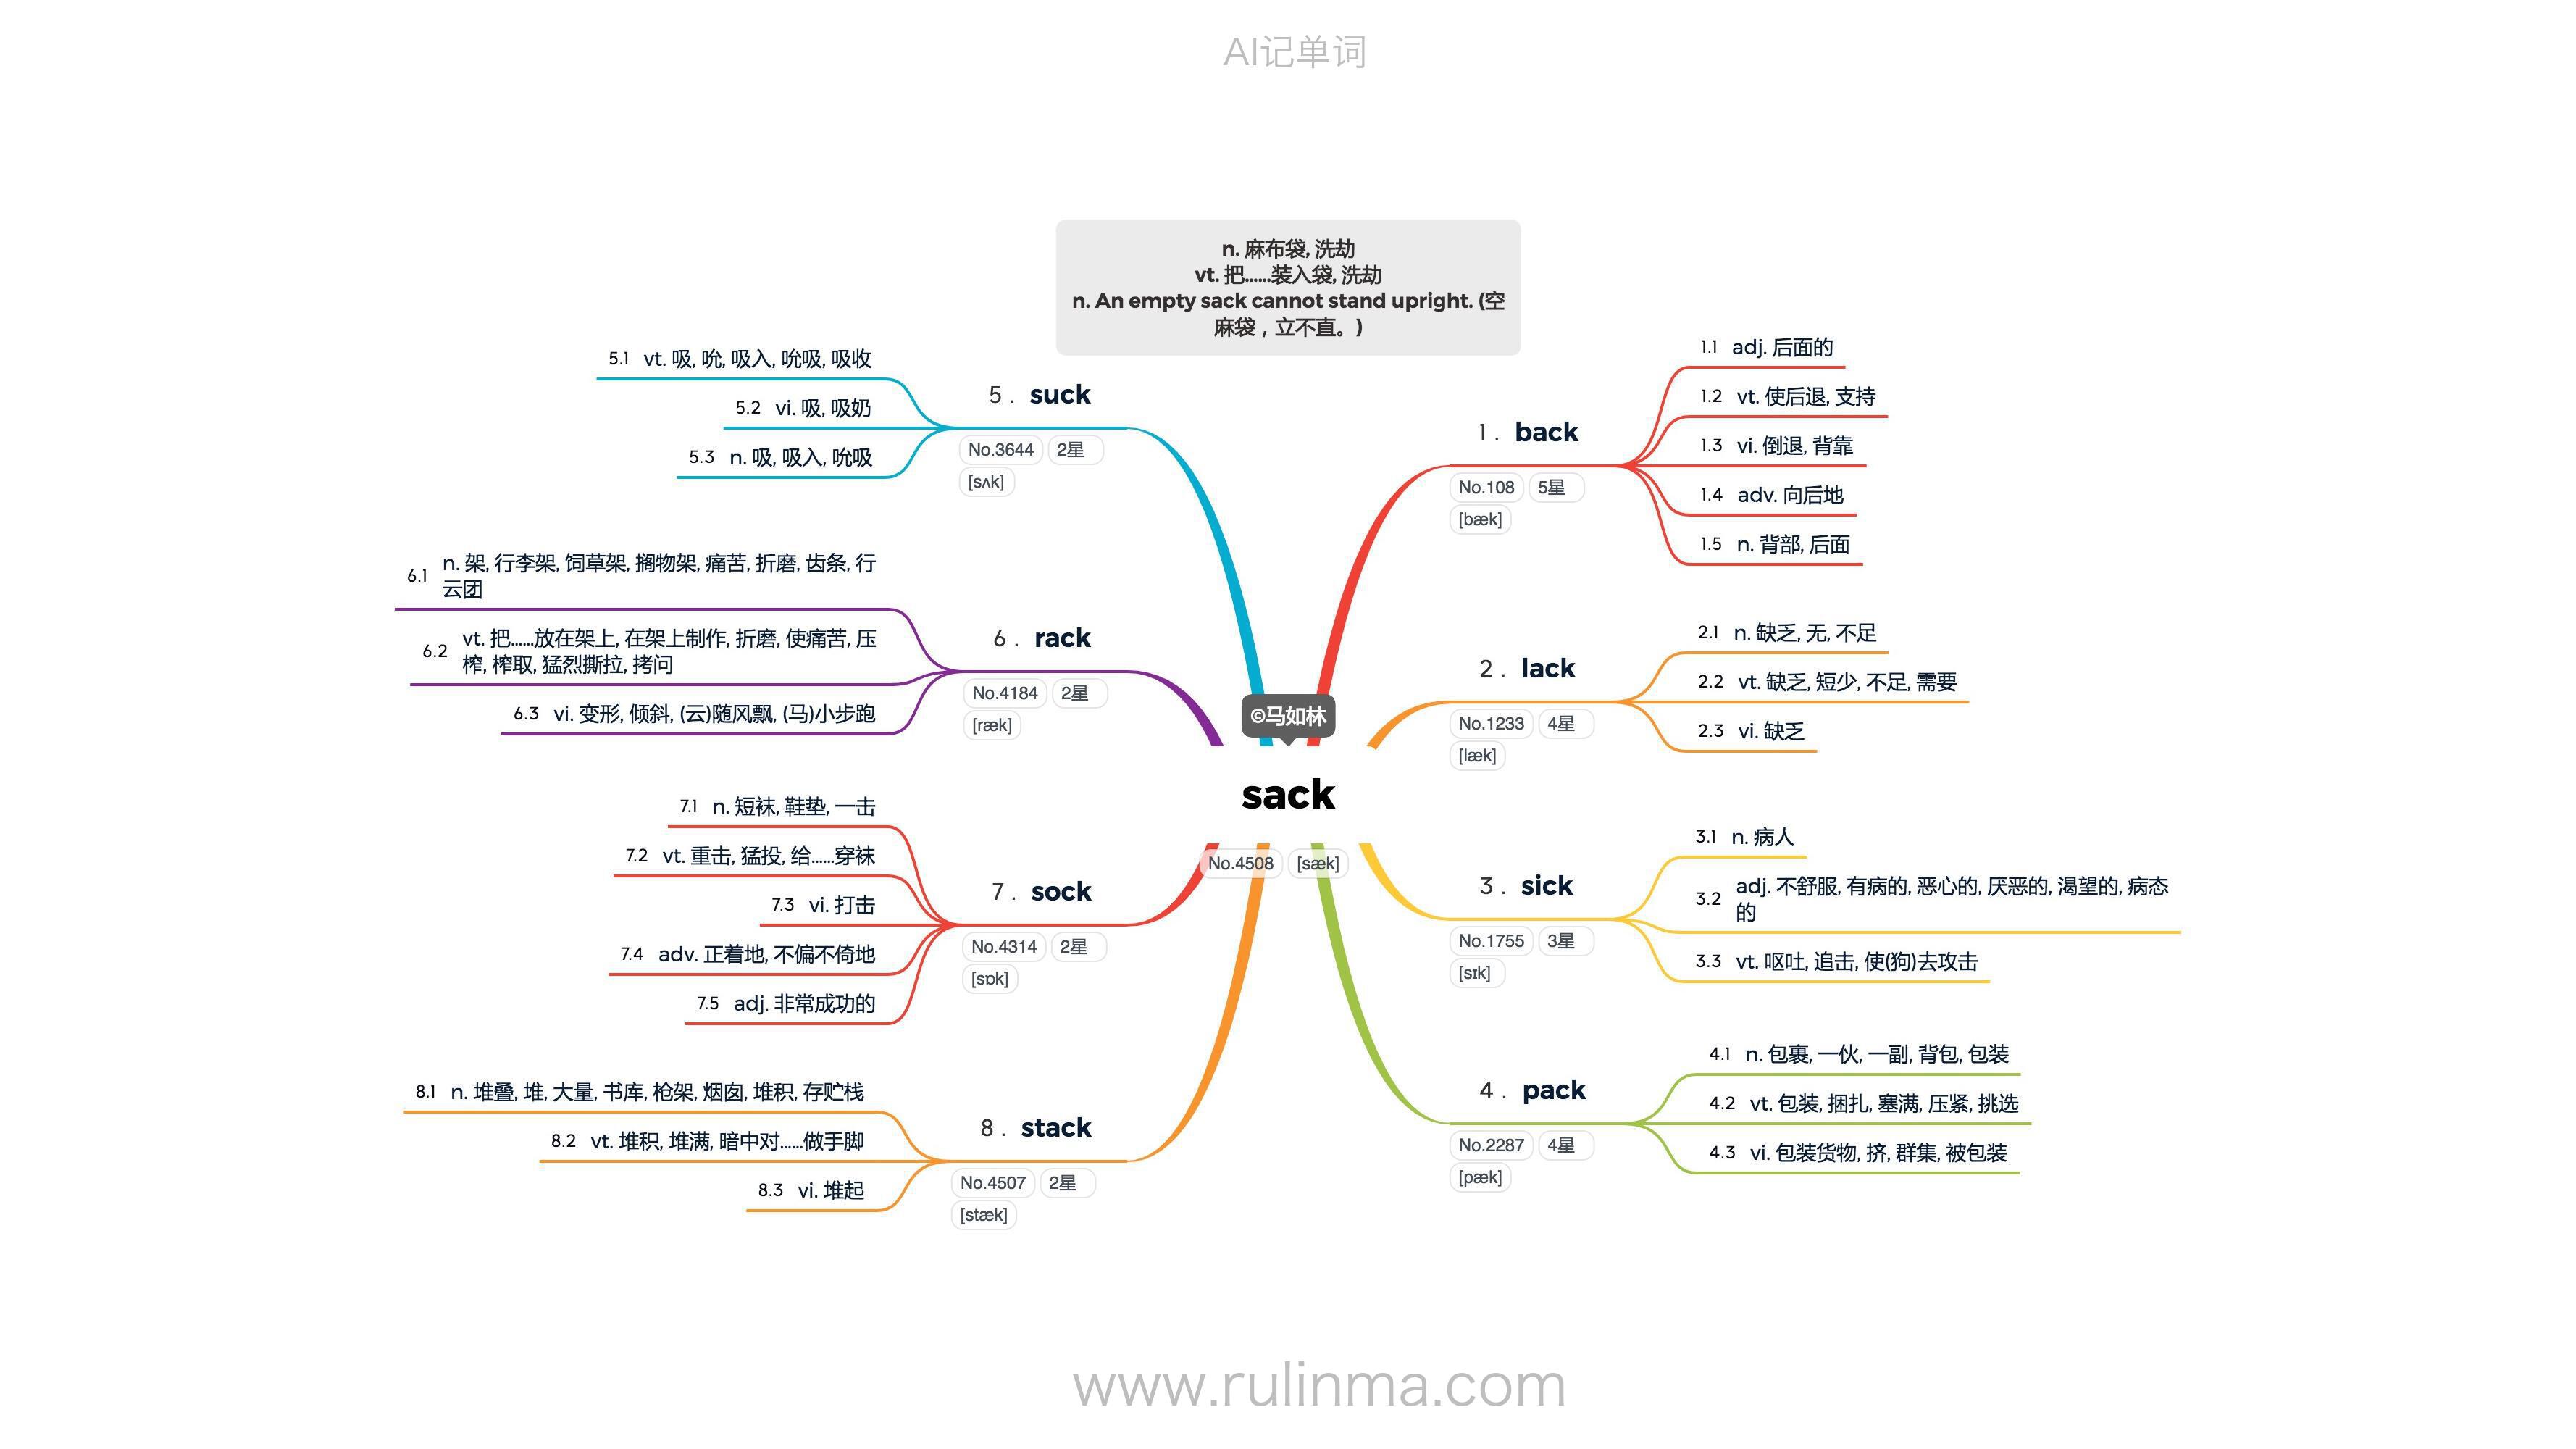 AI记单词
n. 麻布袋, 洗劫
vt. 把……装入袋, 洗劫
n. An empty sack cannot stand upright. (空
麻袋，立不直。)
©马如林
sack
No.4508 [sæk]
1 . back
No.108 5星
[bæk]
1.1 adj. 后面的
1.2 vt. 使后退, 支持
1.3 vi. 倒退, 背靠
1.4 adv. 向后地
1.5 n. 背部, 后面
2 . lack
No.1233 4星
[læk]
2.1 n. 缺乏, 无, 不足
2.2 vt. 缺乏, 短少, 不足, 需要
2.3 vi. 缺乏
3 . sick
No.1755 3星
[sɪk]
3.1 n. 病人
3.2 adj. 不舒服, 有病的, 恶心的, 厌恶的, 渴望的, 病态
的
3.3 vt. 呕吐, 追击, 使(狗)去攻击
4 . pack
No.2287 4星
[pæk]
4.1 n. 包裹, 一伙, 一副, 背包, 包装
4.2 vt. 包装, 捆扎, 塞满, 压紧, 挑选
4.3 vi. 包装货物, 挤, 群集, 被包装
5 . suck
No.3644 2星
[sʌk]
5.1 vt. 吸, 吮, 吸入, 吮吸, 吸收
5.2 vi. 吸, 吸奶
5.3 n. 吸, 吸入, 吮吸
6 . rack
No.4184 2星
[ræk]
6.1 n. 架, 行李架, 饲草架, 搁物架, 痛苦, 折磨, 齿条, 行
云团
6.2 vt. 把……放在架上, 在架上制作, 折磨, 使痛苦, 压
榨, 榨取, 猛烈撕拉, 拷问
6.3 vi. 变形, 倾斜, (云)随风飘, (马)小步跑
7 . sock
No.4314 2星
[sɒk]
7.1 n. 短袜, 鞋垫, 一击
7.2 vt. 重击, 猛投, 给……穿袜
7.3 vi. 打击
7.4 adv. 正着地, 不偏不倚地
7.5 adj. 非常成功的
8 . stack
No.4507 2星
[stæk]
8.1 n. 堆叠, 堆, 大量, 书库, 枪架, 烟囱, 堆积, 存贮栈
8.2 vt. 堆积, 堆满, 暗中对……做手脚
8.3 vi. 堆起
www.rulinma.com